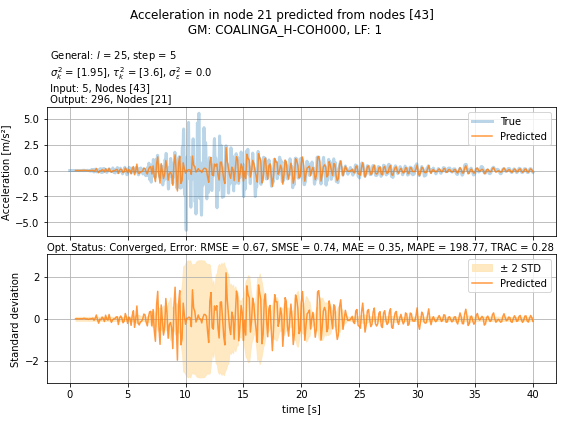 Acceleration in node 21 predicted from nodes [43]
GM: COALINGA_H-COH000, LF: 1
General: l = 25, step = 5
σ²ₖ = [1.95], τ²ₖ = [3.6], σ²ε = 0.0
Input: 5, Nodes [43]
Output: 296, Nodes [21]
Acceleration [m/s²]
5.0
2.5
0.0
−2.5
−5.0
True
Predicted
Opt. Status: Converged, Error: RMSE = 0.67, SMSE = 0.74, MAE = 0.35, MAPE = 198.77, TRAC = 0.28
Standard deviation
2
0
−2
± 2 STD
Predicted
0 5 10 15 20 25 30 35 40
time [s]